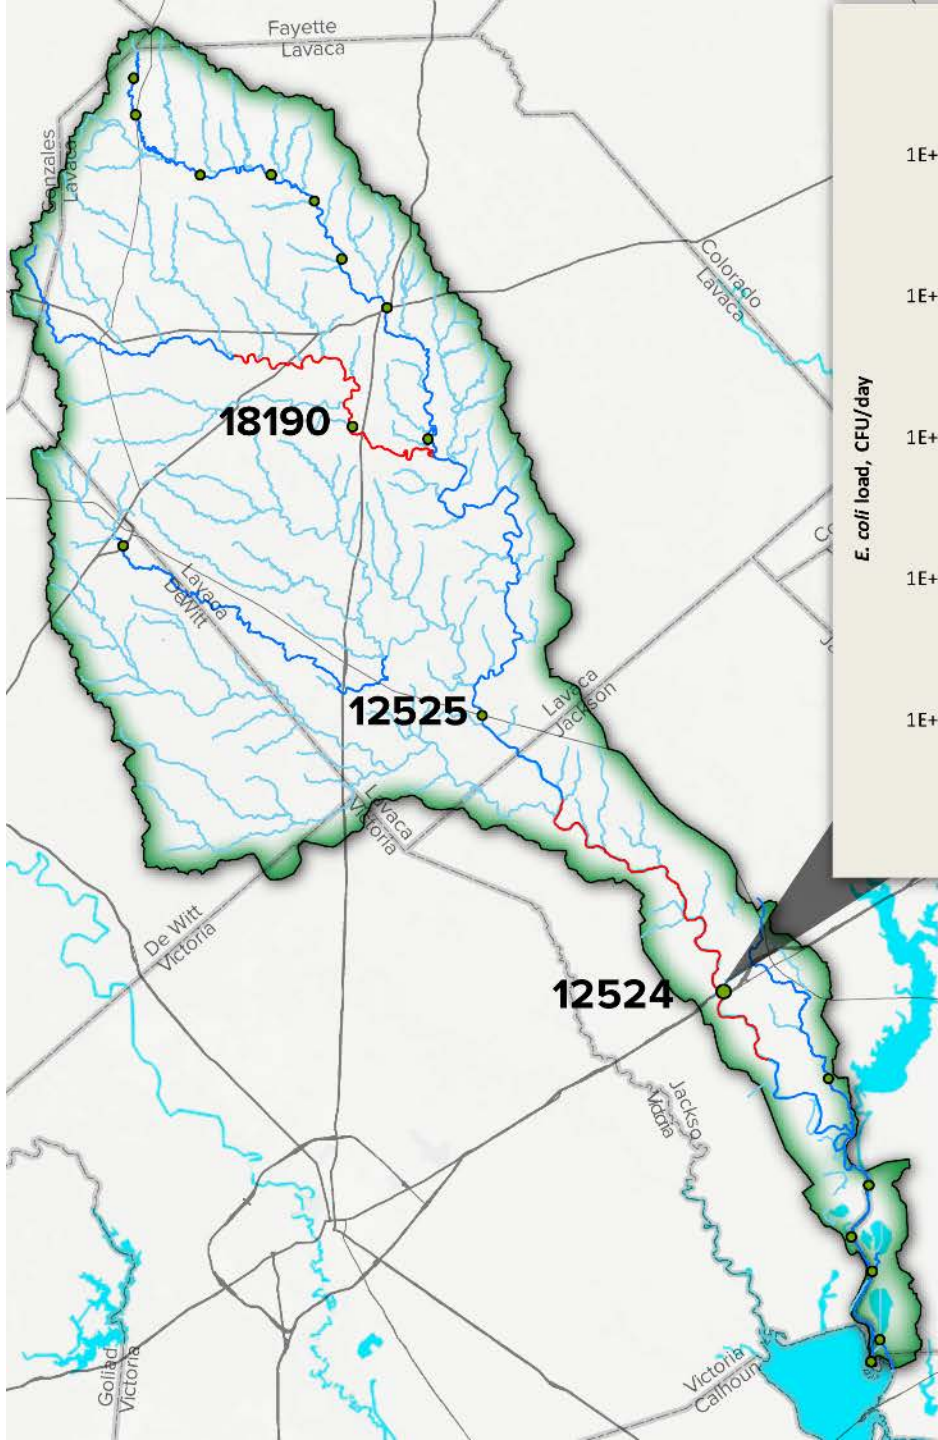 Fayette
Lavaca
1E+
Gonzales
Lavaca
Colorado
Lavaca
1E+
E. coli load, CFU/day
18190
1E+
1E+
Lavaca
DeWitt
Lavaca
Jackson
12525
1E+
Lavaca
Victoria
De Witt
Victoria
12524
Jackso
Victoria
Goliad
Victoria
Victoria
Calhoun